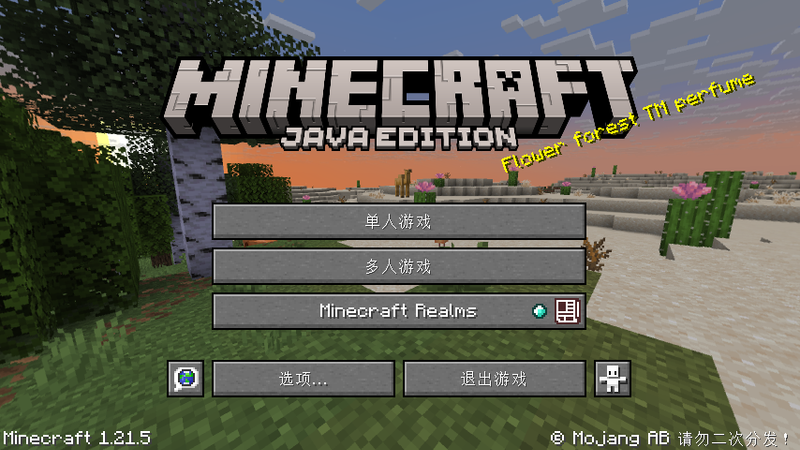 MINECRAFT
JAVA EDITION
Flower forest TM perfume
单人游戏
多人游戏
Minecraft Realms
选项...
退出游戏
Minecraft 1.21.5
© Mojang AB 请勿二次分发！